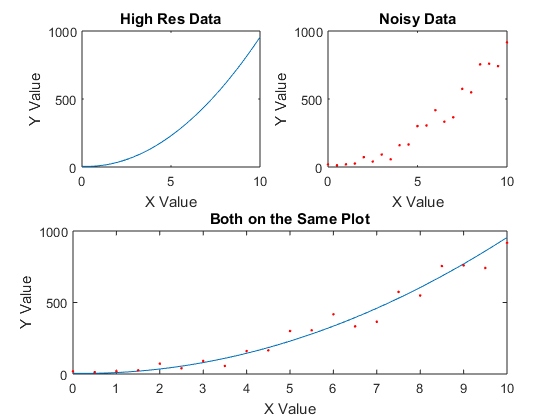 High Res Data
1000
500
0
Y Value
0 5 10
X Value
Noisy Data
1000
500
0
Y Value
0 5 10
X Value
Both on the Same Plot
1000
500
0
Y Value
0 1 2 3 4 5 6 7 8 9 10
X Value